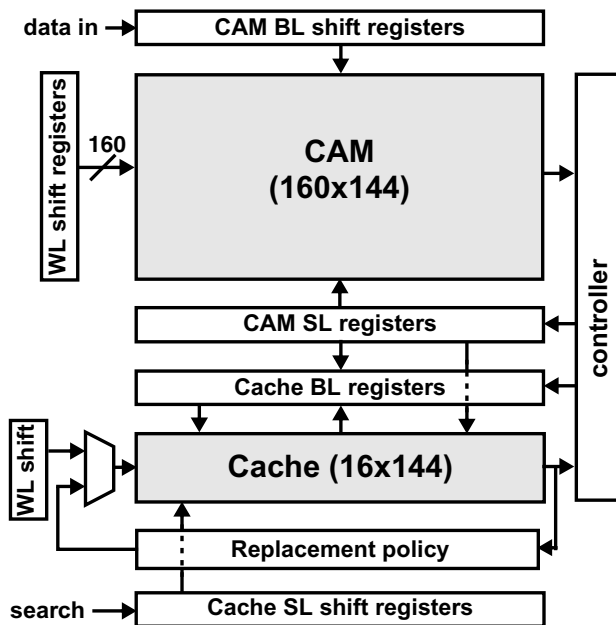 data in
CAM BL shift registers
WL shift registers
160
CAM
(160x144)
controller
CAM SL registers
Cache BL registers
WL shift
Cache (16x144)
Replacement policy
search
Cache SL shift registers